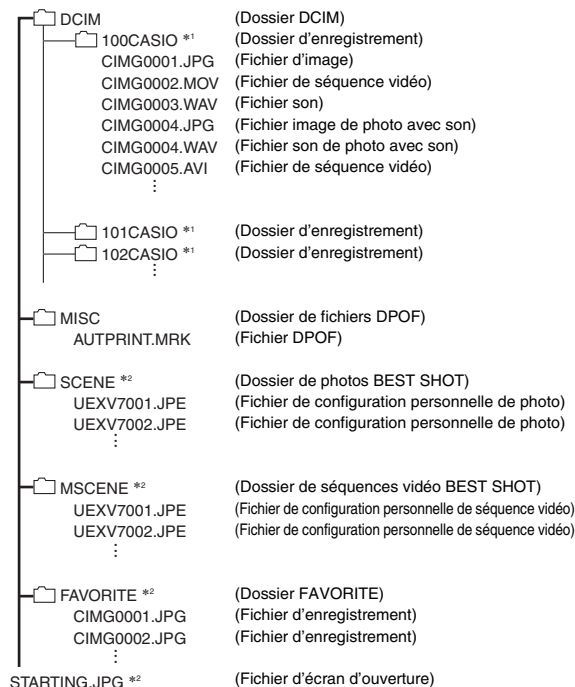 DCIM (Dossier DCIM)
100CASIO *1 (Dossier d'enregistrement)
CIMG0001.JPG (Fichier d'image)
CIMG0002.MOV (Fichier de séquence vidéo)
CIMG0003.WAV (Fichier son)
CIMG0004.JPG (Fichier image de photo avec son)
CIMG0004.WAV (Fichier son de photo avec son)
CIMG0005.AVI (Fichier de séquence vidéo)
101CASIO *1 (Dossier d'enregistrement)
102CASIO *1 (Dossier d'enregistrement)
MISC (Dossier de fichiers DPOF)
AUTPRINT.MRK (Fichier DPOF)
SCENE *2 (Dossier de photos BEST SHOT)
UEXV7001.JPE (Fichier de configuration personnelle de photo)
UEXV7002.JPE (Fichier de configuration personnelle de photo)
MSCENE *2 (Dossier de séquences vidéo BEST SHOT)
UEXV7001.JPE (Fichier de configuration personnelle de séquence vidéo)
UEXV7002.JPE (Fichier de configuration personnelle de séquence vidéo)
FAVORITE *2 (Dossier FAVORITE)
CIMG0001.JPG (Fichier d'enregistrement)
CIMG0002.JPG (Fichier d'enregistrement)
STARTING.JPG *2 (Fichier d'écran d'ouverture)